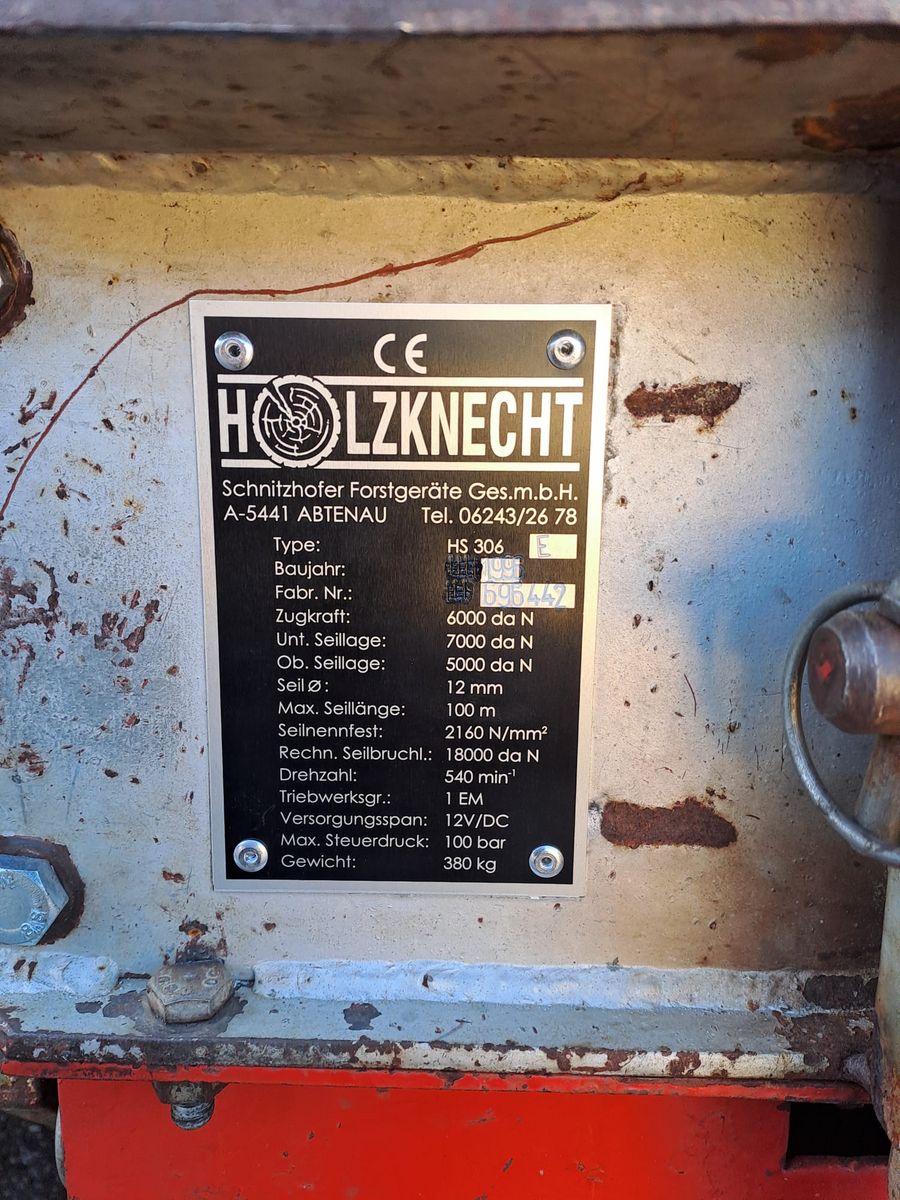 CE
HOLZKNECHT
Schnitzhofer Forstgeräte Ges.m.b.H.
A-5441 ABTENAU Tel. 06243/26 78
Type: HS 306 E
Baujahr:
Fabr. Nr.: 696442
Zugkraft: 6000 da N
Unt. Seillage: 7000 da N
Ob. Seillage: 5000 da N
Seil Ø: 12 mm
Max. Seillänge: 100 m
Seilnennfest: 2160 N/mm²
Rechn. Seilbruchl.: 18000 da N
Drehzahl: 540 min⁻¹
Triebwerksgr.: 1 EM
Versorgungsspan: 12V/DC
Max. Steuerdruck: 100 bar
Gewicht: 380 kg